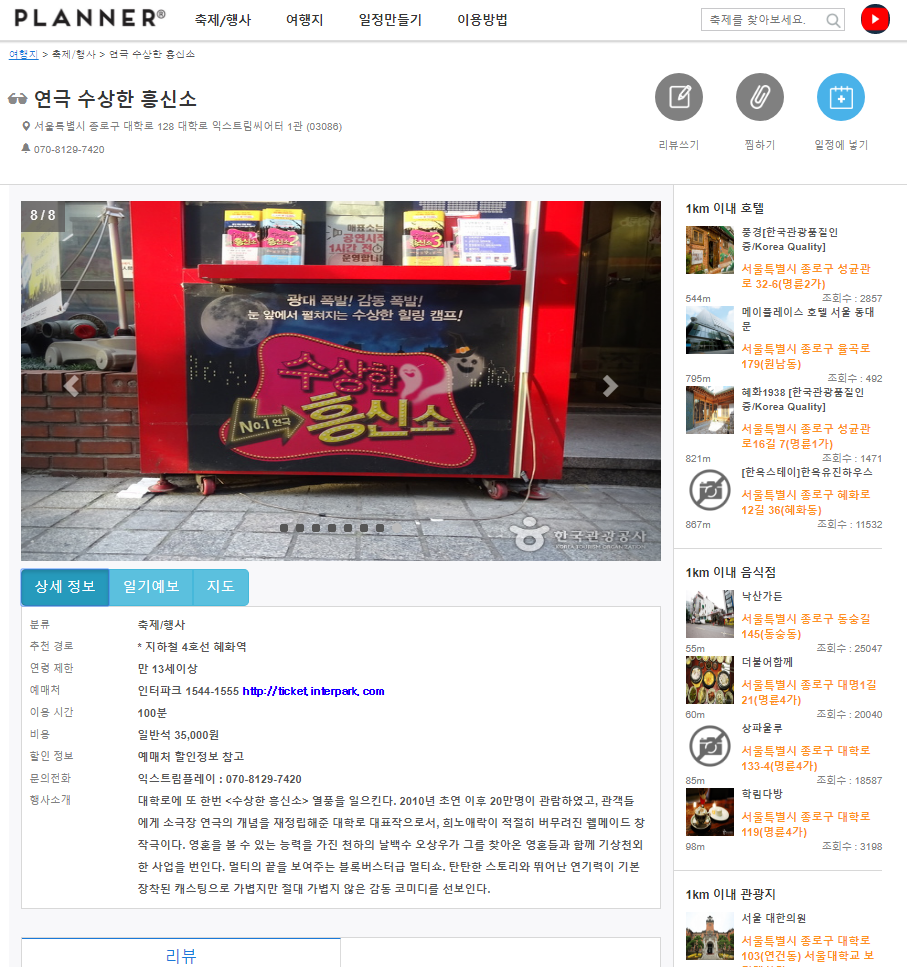 PLANNER®
축제/행사
여행지
일정만들기
이용방법
축제를 찾아보세요.
여행지 > 축제/행사 > 연극 수상한 흥신소
연극 수상한 흥신소
서울특별시 종로구 대학로 128 대학로 익스트림씨어터 1관 (03086)
070-8129-7420
리뷰쓰기
찜하기
일정에 넣기
8 / 8
흥신소
흥신소2
매표소는
공연시작
1시간 전
운영합니다
흥신소3
광대 폭발! 감동 폭발!
눈 앞에서 펼쳐지는 수상한 힐링 캠프!
수상한
No.1 연극
흥신소
한국관광공사
KOREA TOURISM ORGANIZATION
상세 정보
일기예보
지도
분류 축제/행사
추천 경로 * 지하철 4호선 혜화역
연령 제한 만 13세이상
예매처 인터파크 1544-1555 http://ticket.interpark.com
이용 시간 100분
비용 일반석 35,000원
할인 정보 예매처 할인정보 참고
문의전화 익스트림플레이 : 070-8129-7420
행사소개 대학로에 또 한번 <수상한 흥신소> 열풍을 일으킨다. 2010년 초연 이후 20만명이 관람하였고, 관객들
에게 소극장 연극의 개념을 재정립해준 대학로 대표작으로서, 희노애락이 적절히 버무려진 웰메이드 창
작극이다. 영혼을 볼 수 있는 능력을 가진 천하의 날백수 오상우가 그를 찾아온 영혼들과 함께 기상천외
한 사업을 벌인다. 멀티의 끝을 보여주는 블록버스터급 멀티쇼. 탄탄한 스토리와 뛰어난 연기력이 기본
장착된 캐스팅으로 가볍지만 절대 가볍지 않은 감동 코미디를 선보인다.
리뷰
1km 이내 호텔
풍경[한국관광품질인
증/Korea Quality]
서울특별시 종로구 성균관
로 32-6(명륜2가)
544m 조회수 : 2857
메이플레이스 호텔 서울 동대
문
서울특별시 종로구 율곡로
179(원남동)
795m 조회수 : 492
혜화1938 [한국관광품질인
증/Korea Quality]
서울특별시 종로구 성균관
로16길 7(명륜1가)
821m 조회수 : 1471
[한옥스테이]한옥유진하우스
서울특별시 종로구 혜화로
12길 36(혜화동)
867m 조회수 : 11532
1km 이내 음식점
낙산가든
서울특별시 종로구 동숭길
145(동숭동)
55m 조회수 : 25047
더불어함께
서울특별시 종로구 대명1길
21(명륜4가)
60m 조회수 : 20040
상파울루
서울특별시 종로구 대학로
133-4(명륜4가)
85m 조회수 : 18587
학림다방
서울특별시 종로구 대학로
119(명륜4가)
98m 조회수 : 3198
1km 이내 관광지
서울 대한의원
서울특별시 종로구 대학로
103(연건동) 서울대학교 보